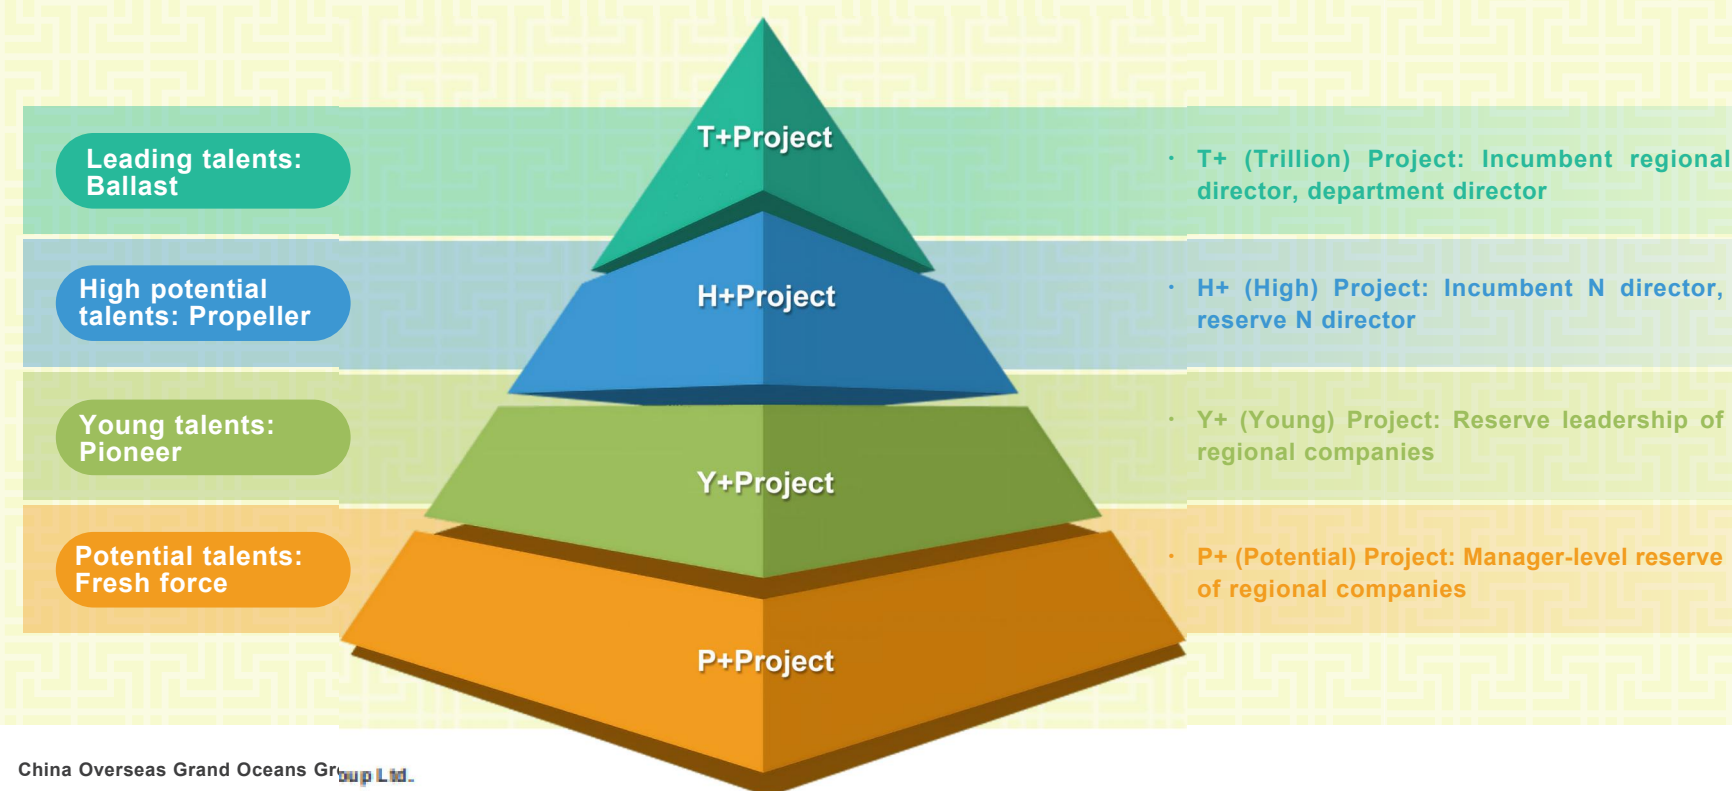 T+Project
Leading talents:
Ballast
· T+ (Trillion) Project: Incumbent regional
director, department director
H+Project
High potential
talents: Propeller
· H+ (High) Project: Incumbent N director,
reserve N director
Y+Project
Young talents:
Pioneer
· Y+ (Young) Project: Reserve leadership of
regional companies
P+Project
Potential talents:
Fresh force
· P+ (Potential) Project: Manager-level reserve
of regional companies
China Overseas Grand Oceans Group Ltd.